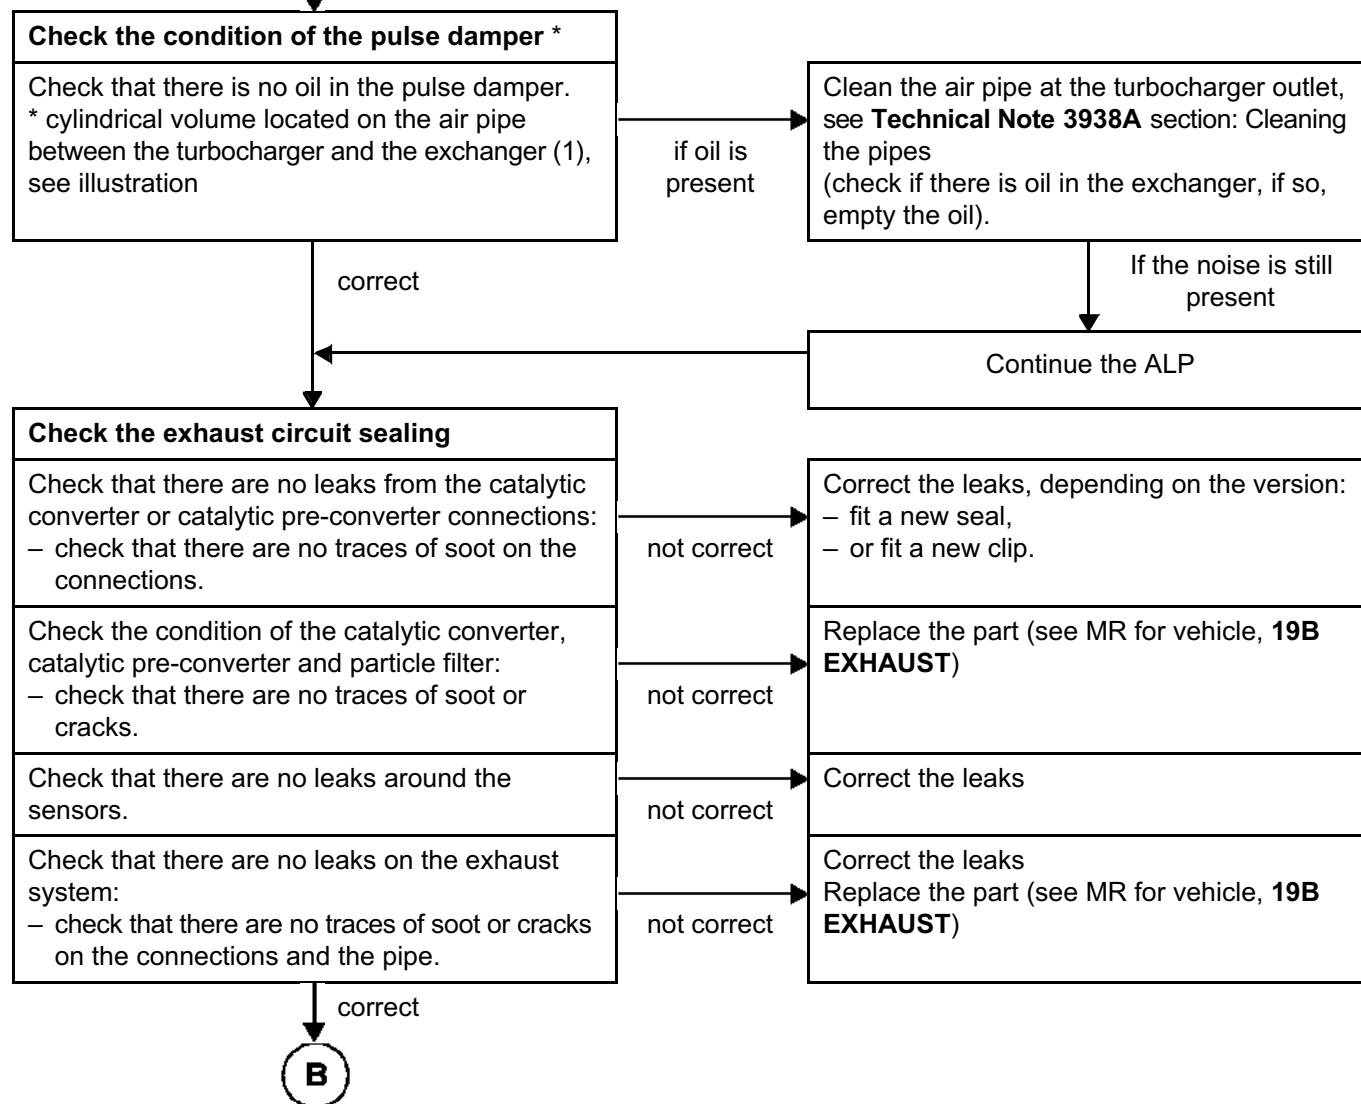 Check the condition of the pulse damper *
Check that there is no oil in the pulse damper.
* cylindrical volume located on the air pipe
between the turbocharger and the exchanger (1),
see illustration
if oil is
present
Clean the air pipe at the turbocharger outlet,
see Technical Note 3938A section: Cleaning
the pipes
(check if there is oil in the exchanger, if so,
empty the oil).
correct
If the noise is still
present
Continue the ALP
Check the exhaust circuit sealing
Check that there are no leaks from the catalytic
converter or catalytic pre-converter connections:
– check that there are no traces of soot on the
connections.
not correct
Correct the leaks, depending on the version:
– fit a new seal,
– or fit a new clip.
Check the condition of the catalytic converter,
catalytic pre-converter and particle filter:
– check that there are no traces of soot or
cracks.
not correct
Replace the part (see MR for vehicle, 19B
EXHAUST)
Check that there are no leaks around the
sensors.
not correct
Correct the leaks
Check that there are no leaks on the exhaust
system:
– check that there are no traces of soot or cracks
on the connections and the pipe.
not correct
Correct the leaks
Replace the part (see MR for vehicle, 19B
EXHAUST)
correct
B